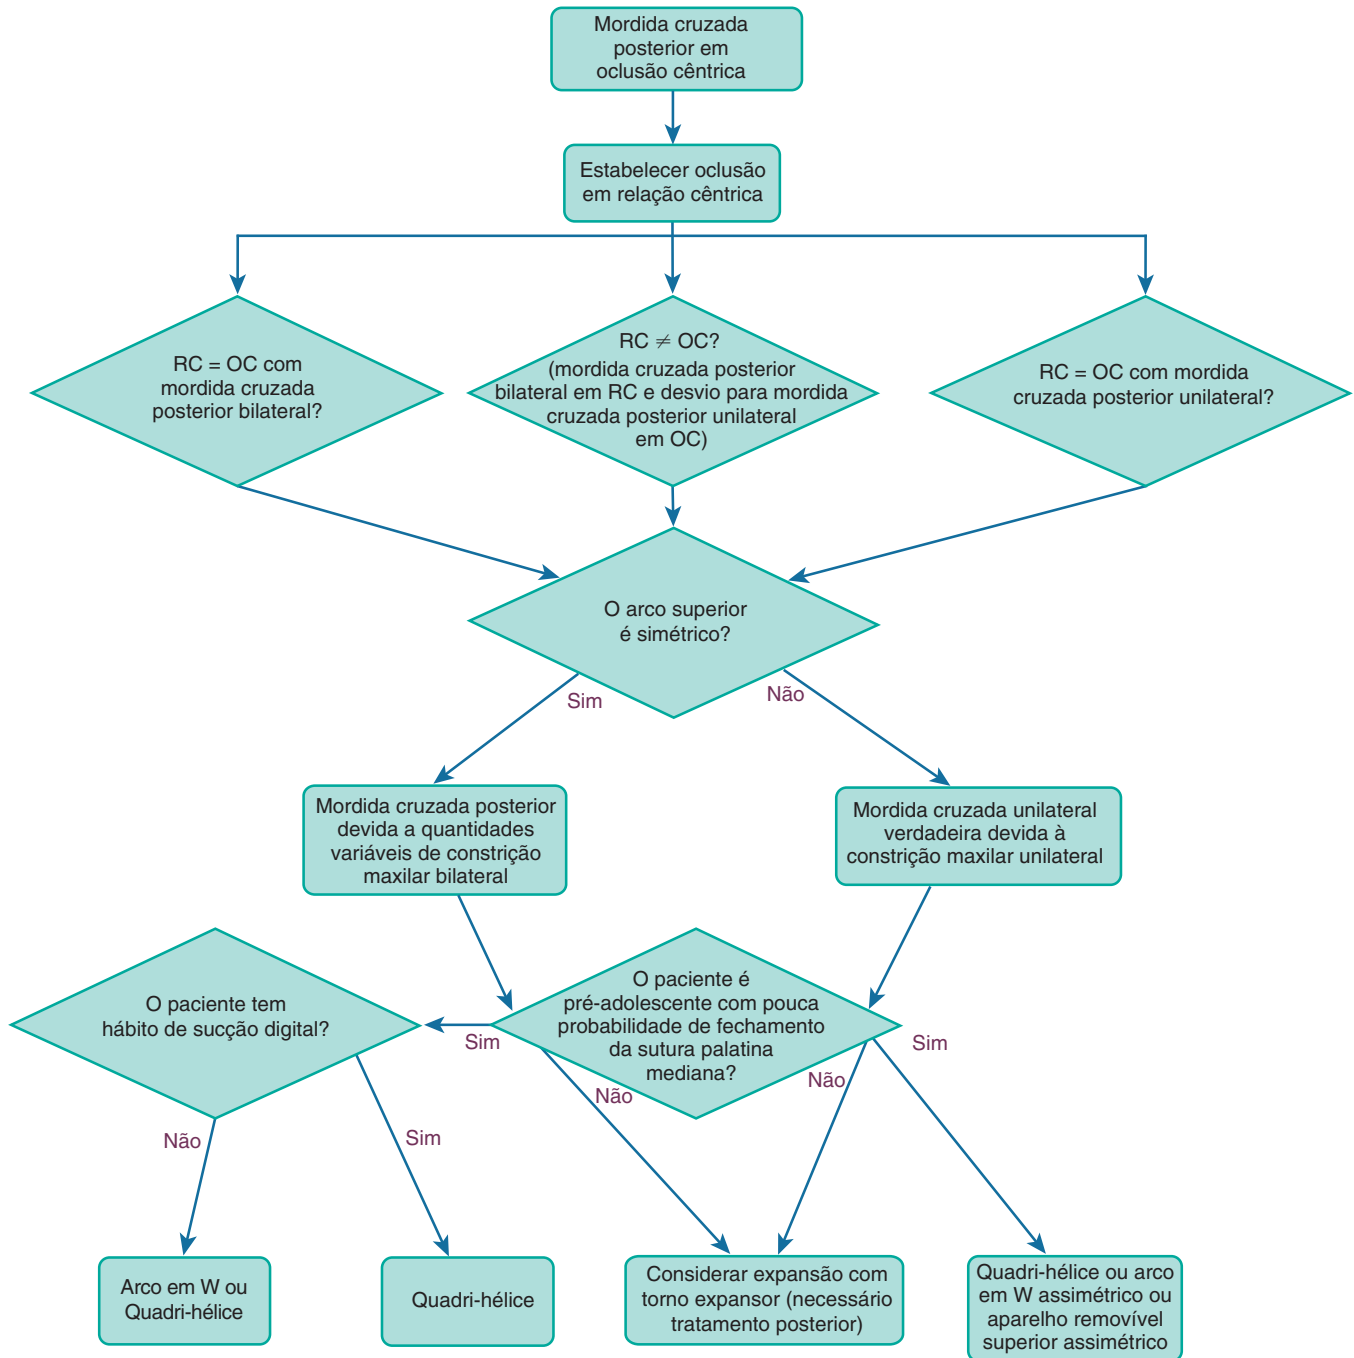 Mordida cruzada
posterior em
oclusão cêntrica
Estabelecer oclusão
em relação cêntrica
RC = OC com
mordida cruzada
posterior bilateral?
RC ≠ OC?
(mordida cruzada posterior
bilateral em RC e desvio para mordida
cruzada posterior unilateral
em OC)
RC = OC com mordida
cruzada posterior unilateral?
O arco superior
é simétrico?
Sim
Não
Mordida cruzada posterior
devida a quantidades
variáveis de constrição
maxilar bilateral
Mordida cruzada unilateral
verdadeira devida à
constrição maxilar unilateral
O paciente tem
hábito de sucção digital?
O paciente é
pré-adolescente com pouca
probabilidade de fechamento
da sutura palatina
mediana?
Sim
Não
Não
Sim
Não
Sim
Arco em W ou
Quadri-hélice
Quadri-hélice
Considerar expansão com
torno expansor (necessário
tratamento posterior)
Quadri-hélice ou arco
em W assimétrico ou
aparelho removível
superior assimétrico